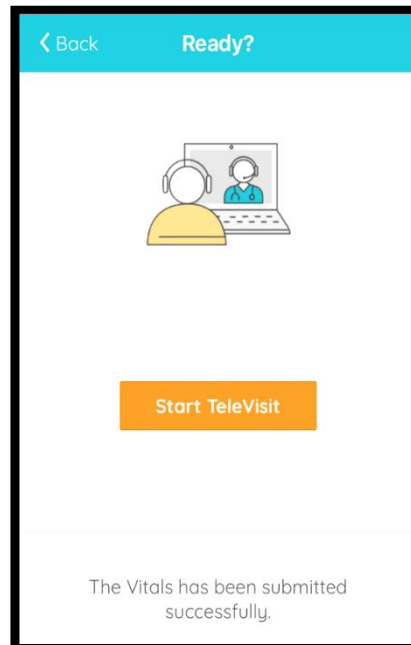 Back
Ready?
Start TeleVisit
The Vitals has been submitted
successfully.